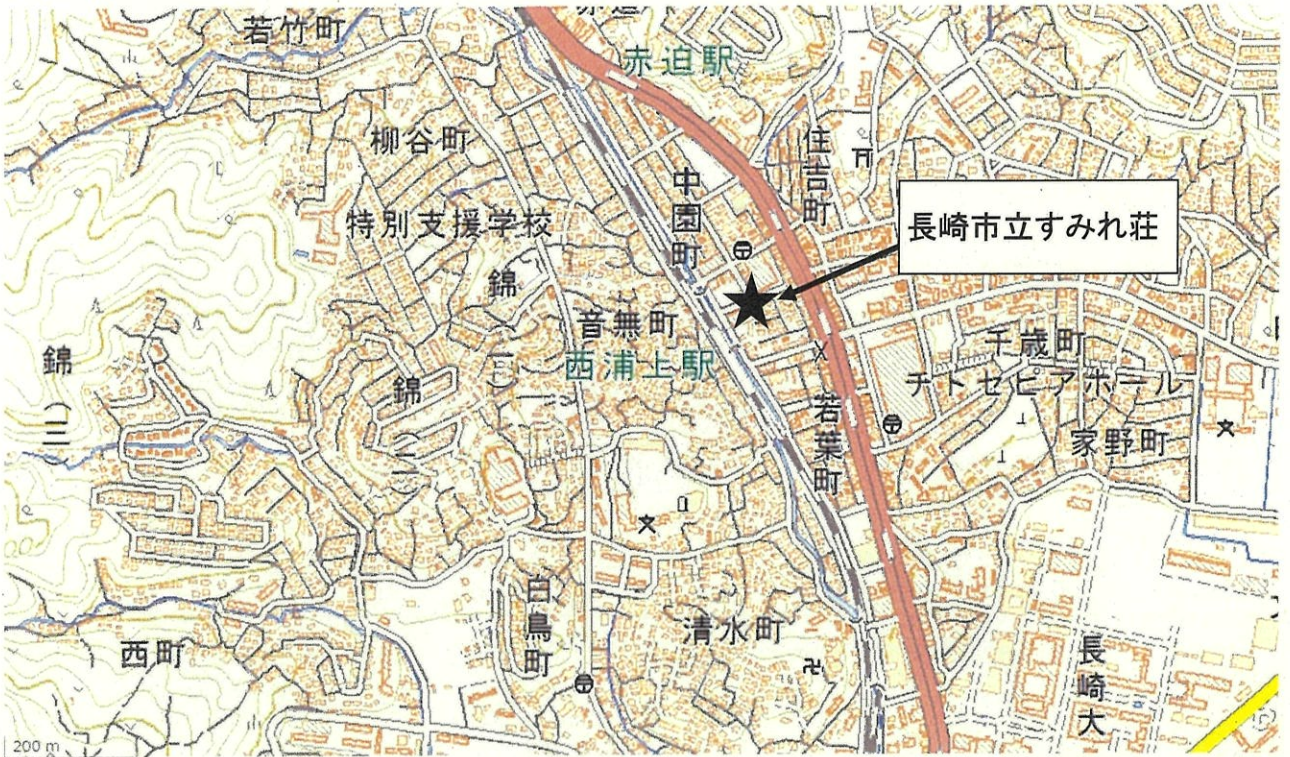 若竹町
赤迫駅
柳谷町
住吉町
中園町
特別支援学校
長崎市立すみれ荘
錦
(一)
音無町
西浦上駅
千歳町
チトセピアホール
錦
(三)
錦
(二)
若葉町
家野町
白鳥町
清水町
西町
長崎大
200 m